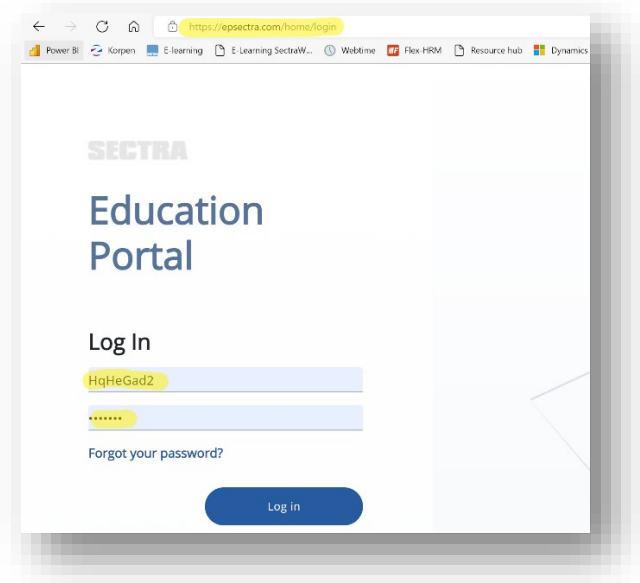 https://epsectra.com/home/login
Power BI Korpen E-learning E-Learning SectraW... Webtime Flex-HRM Resource hub Dynamics
SECTRA
Education
Portal
Log In
HqHeGad2
•••••••
Forgot your password?
Log in